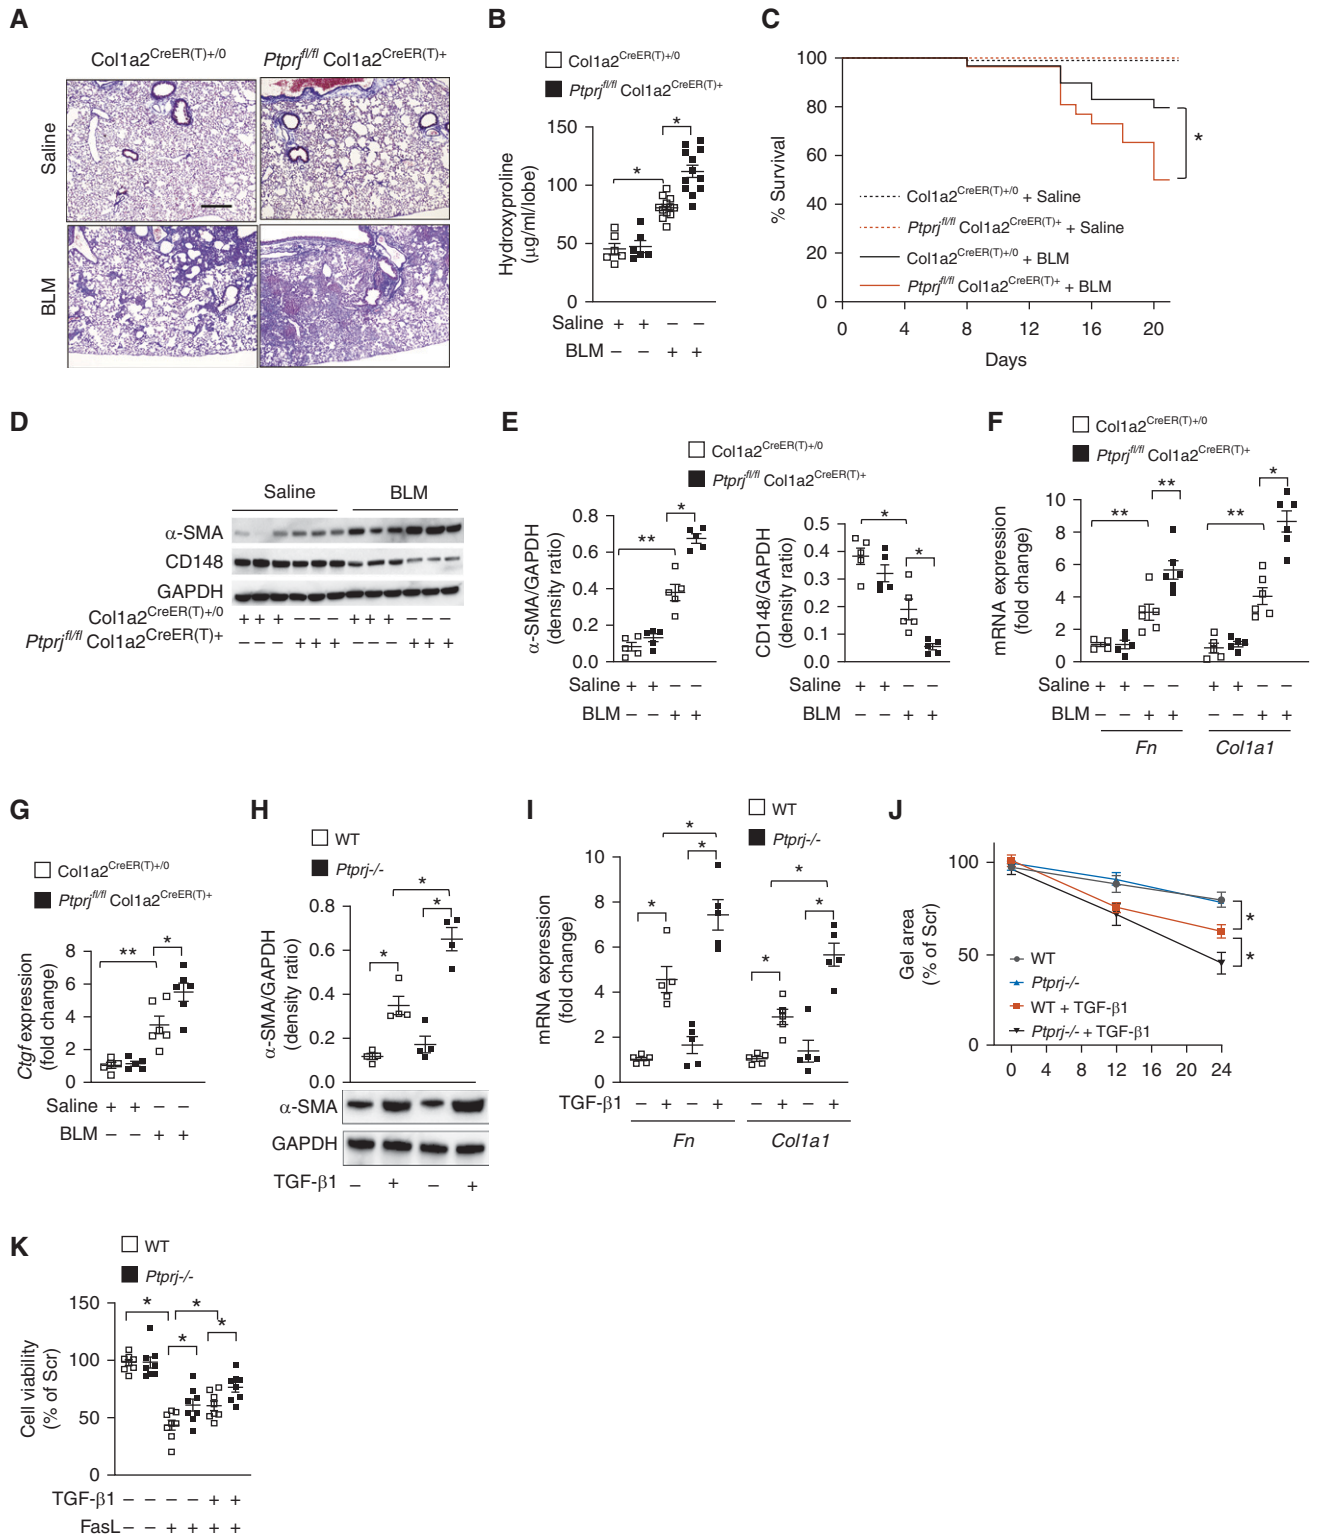 A
Col1a2CreER(T)+/0
Ptprjfl/fl Col1a2CreER(T)+
Saline
BLM
B
Col1a2CreER(T)+/0
Ptprjfl/fl Col1a2CreER(T)+
Hydroxyproline
(µg/ml/lobe)
150
100
50
0
* *
Saline + + – –
BLM – – + +
C
% Survival
100
80
60
40
20
0
*
Col1a2CreER(T)+/0 + Saline
Ptprjfl/fl Col1a2CreER(T)+ + Saline
Col1a2CreER(T)+/0 + BLM
Ptprjfl/fl Col1a2CreER(T)+ + BLM
0 4 8 12 16 20
Days
D
Saline BLM
α-SMA
CD148
GAPDH
Col1a2CreER(T)+/0 + + + – – – + + + – – –
Ptprjfl/fl Col1a2CreER(T)+ – – – + + + – – – + + +
E
Col1a2CreER(T)+/0
Ptprjfl/fl Col1a2CreER(T)+
α-SMA/GAPDH
(density ratio)
0.8
0.6
0.4
0.2
0.0
** *
Saline + + – –
BLM – – + +
CD148/GAPDH
(density ratio)
0.5
0.4
0.3
0.2
0.1
0.0
* *
Saline + + – –
BLM – – + +
F
Col1a2CreER(T)+/0
Ptprjfl/fl Col1a2CreER(T)+
mRNA expression
(fold change)
10
8
6
4
2
0
** ** ** *
Saline + + – – + + – –
BLM – – + + – – + +
Fn Col1a1
G
Col1a2CreER(T)+/0
Ptprjfl/fl Col1a2CreER(T)+
Ctgf expression
(fold change)
8
6
4
2
0
** *
Saline + + – –
BLM – – + +
H
WT
Ptprj-/-
α-SMA/GAPDH
(density ratio)
0.8
0.6
0.4
0.2
0.0
* * *
α-SMA
GAPDH
TGF-β1 – + – +
I
WT
Ptprj-/-
mRNA expression
(fold change)
10
8
6
4
2
0
* * * * * *
TGF-β1 – + – + – + – +
Fn Col1a1
J
Gel area
(% of Scr)
100
50
0
* *
WT
Ptprj-/-
WT + TGF-β1
Ptprj-/- + TGF-β1
0 4 8 12 16 20 24
K
WT
Ptprj-/-
Cell viability
(% of Scr)
150
100
50
0
* * * *
TGF-β1 – – – – + +
FasL – – + + + +